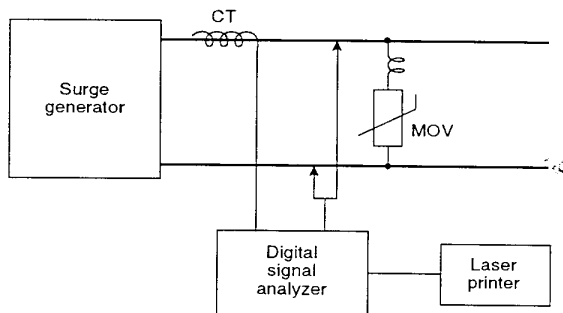 CT
Surge
generator
MOV
Digital
signal
analyzer
Laser
printer